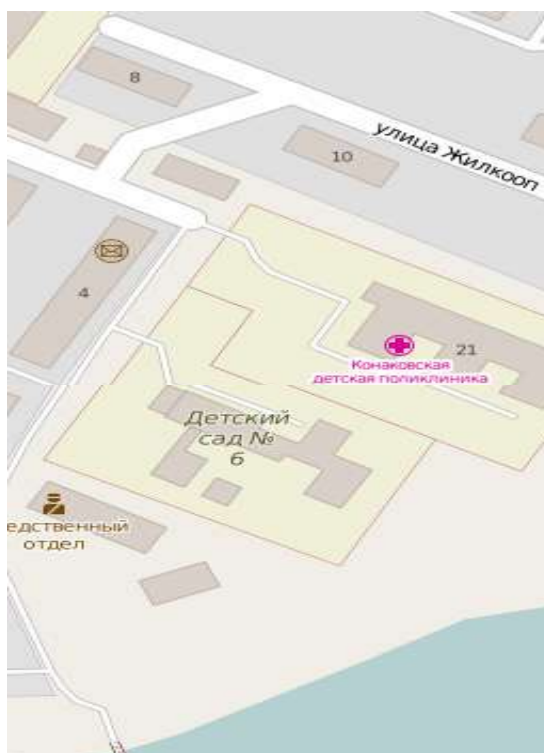 8
улица Жилкооп
10
4
21
Конаковская
детская поликлиника
Детский
сад №
6
едственный
отдел